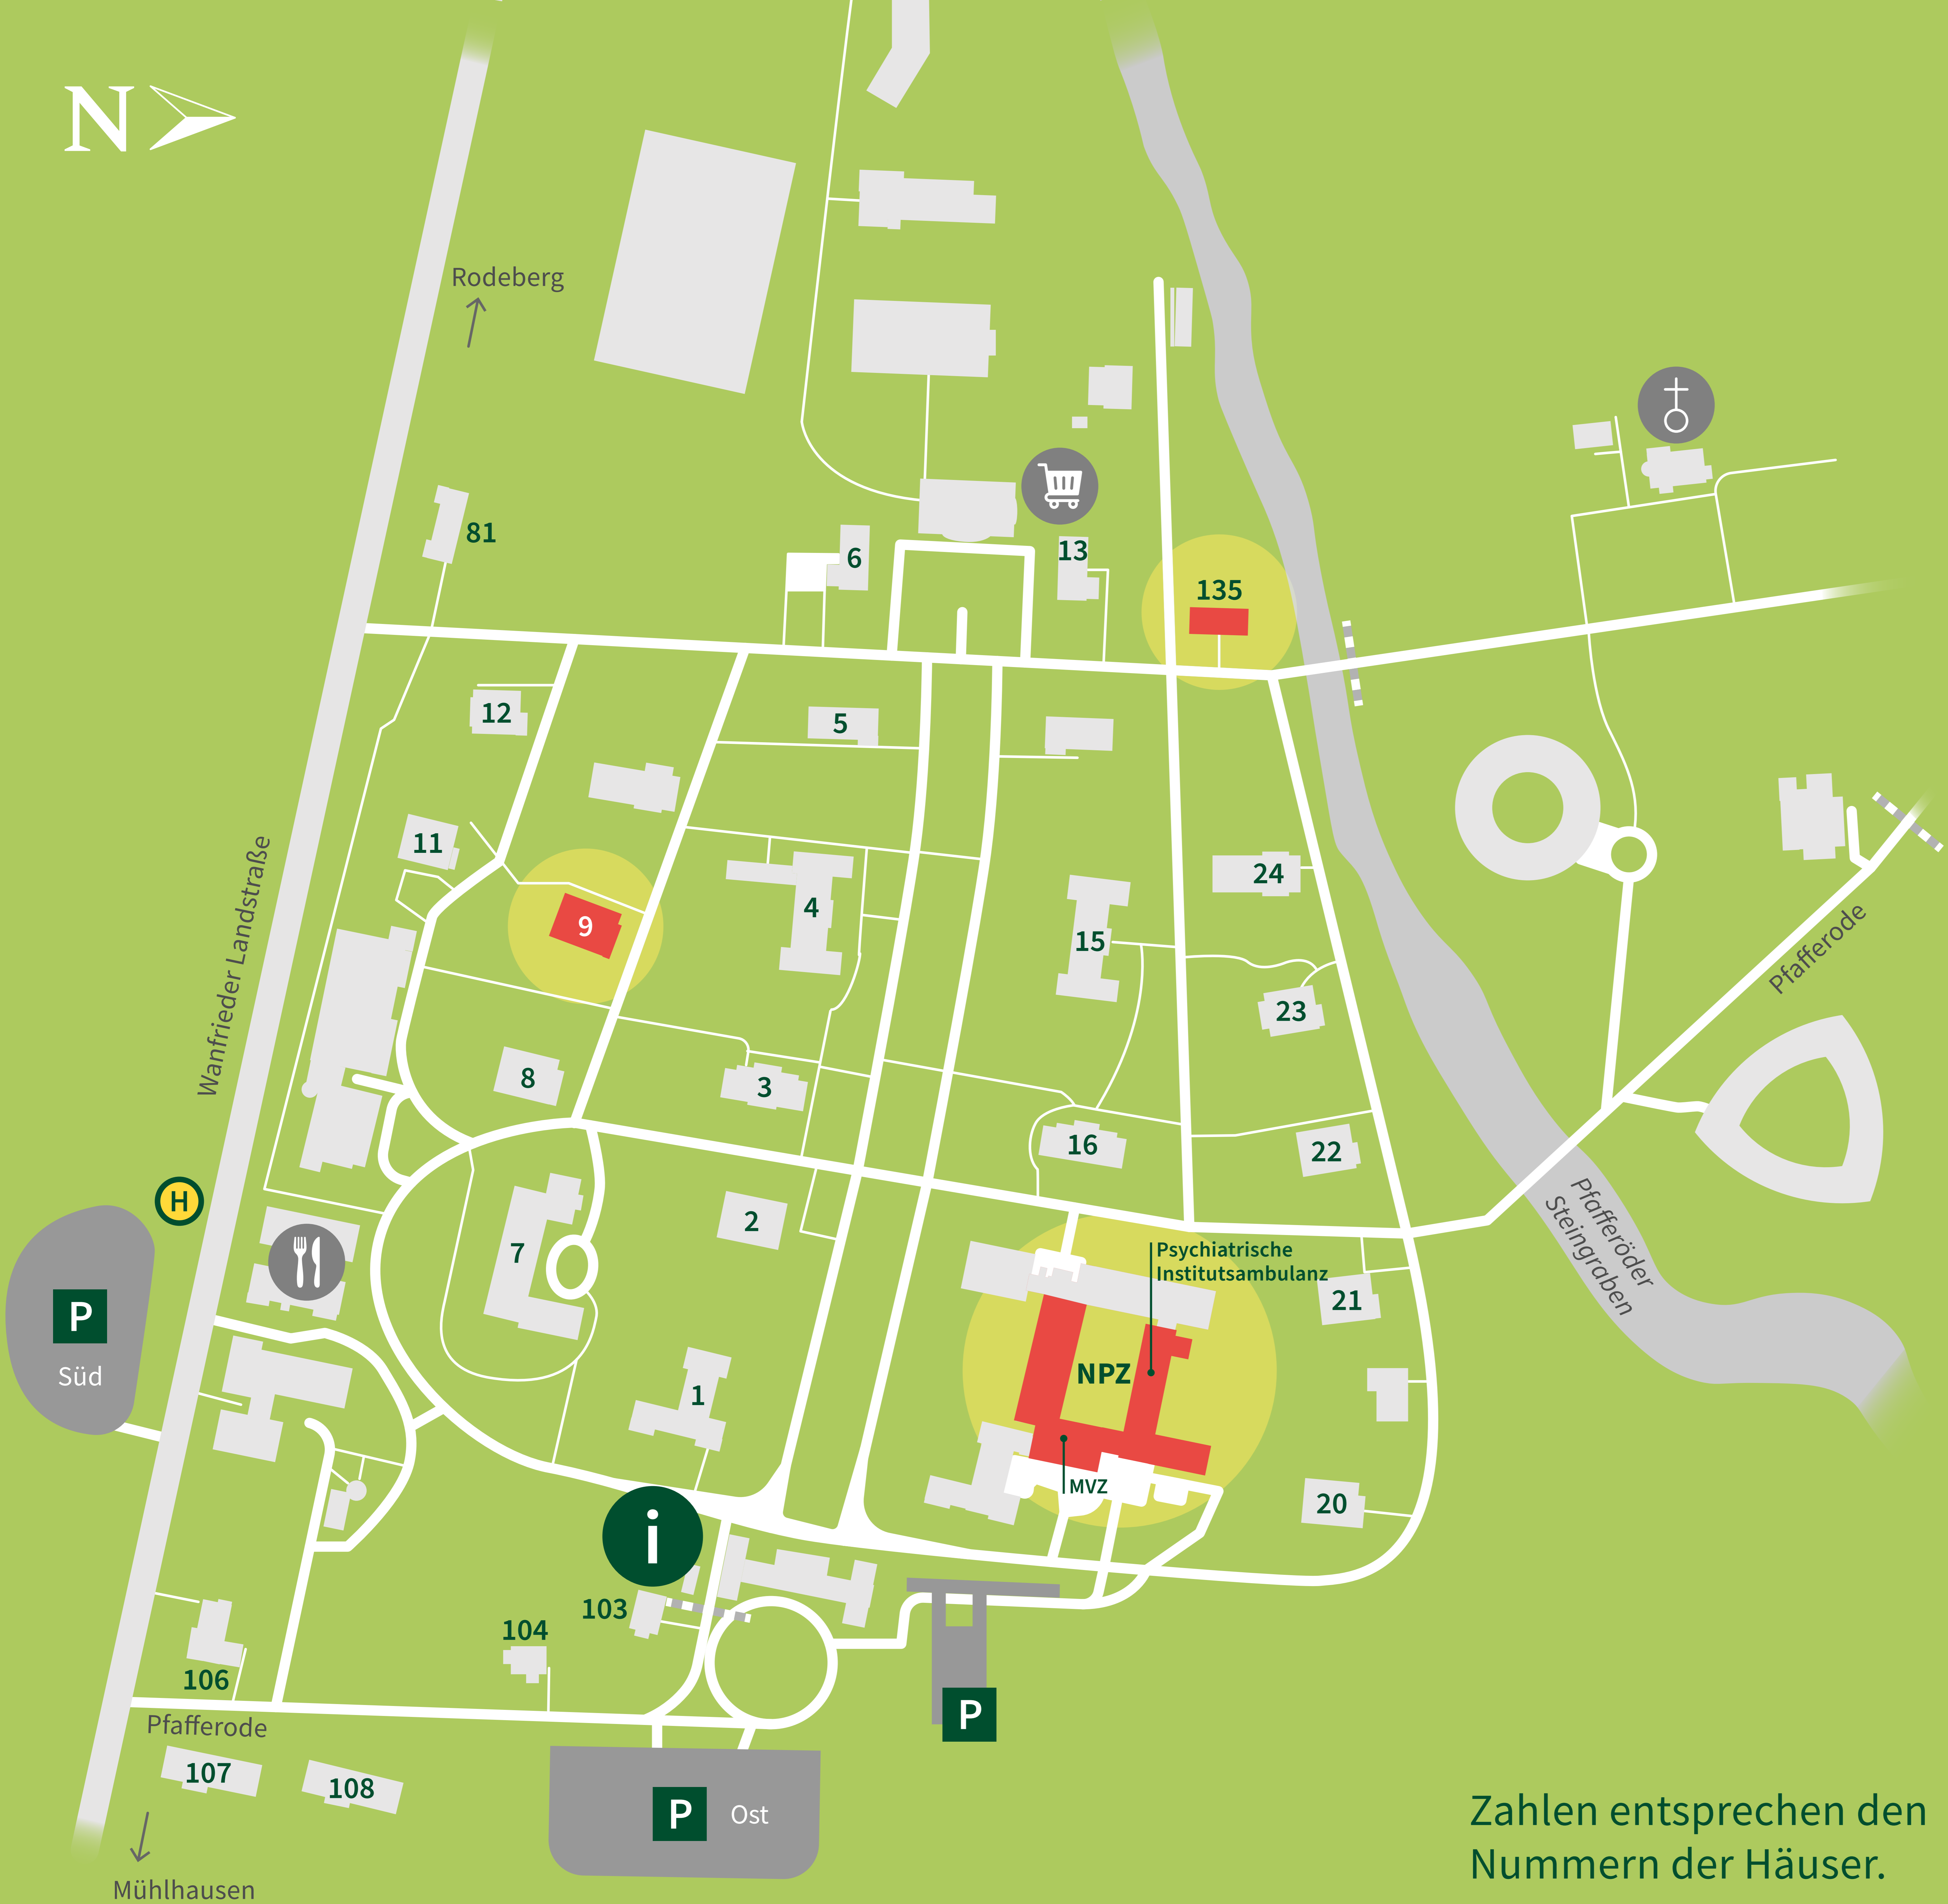 N
Rodeberg
81
6
13
135
12
5
11
9
4
24
15
23
Wanfrieder Landstraße
Pfafferode
8
3
16
22
H
P
Süd
7
2
Psychiatrische
Institutsambulanz
21
Pfafferöder
Steingraben
NPZ
1
MVZ
20
i
103
104
106
Pfafferode
107
108
P
P
Ost
Mühlhausen
Zahlen entsprechen den
Nummern der Häuser.